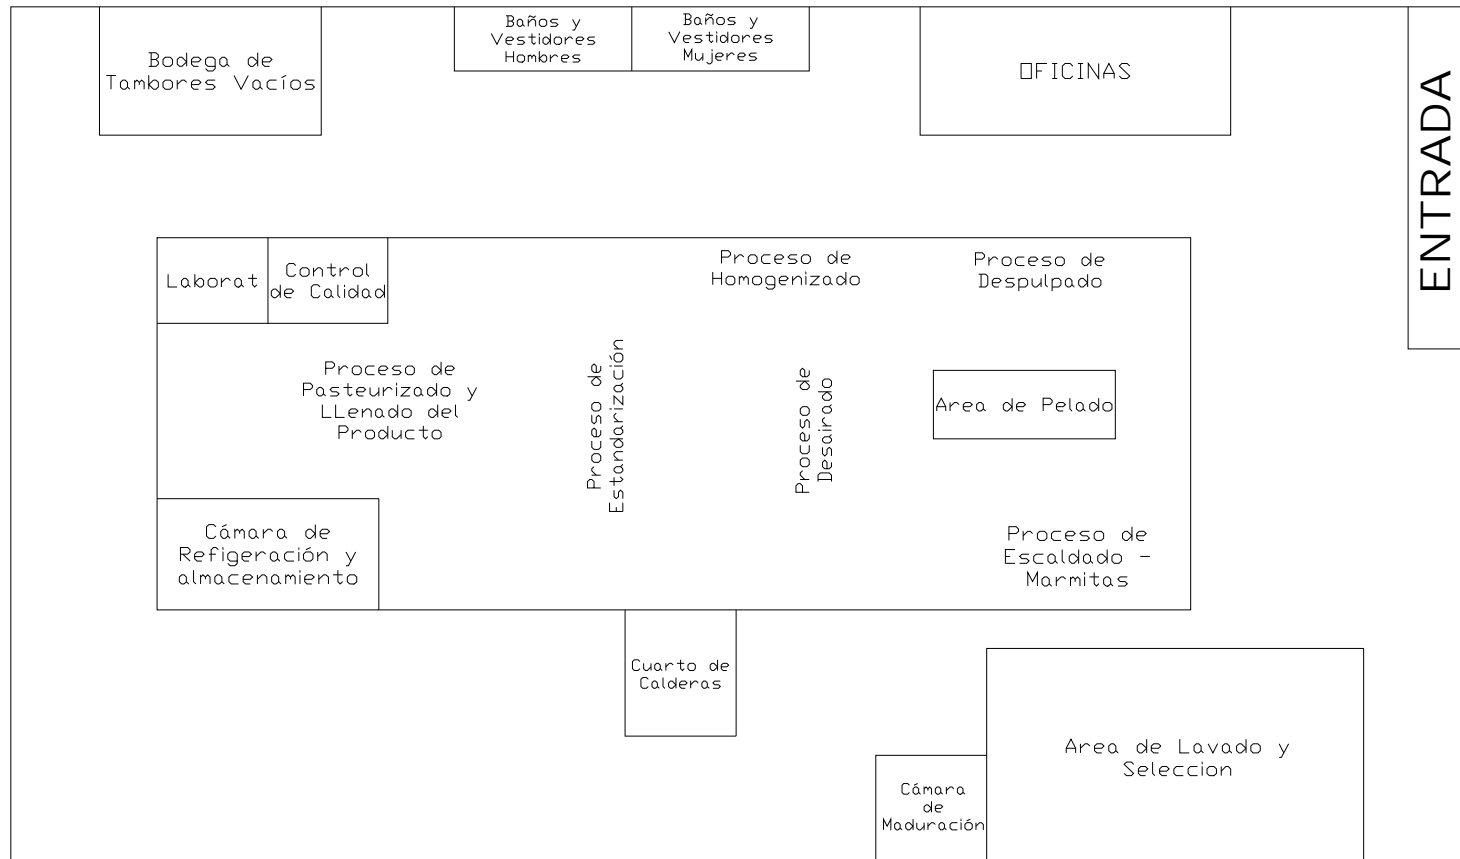 Bodega de
Tambores Vacíos
Baños y
Vestidores
Hombres
Baños y
Vestidores
Mujeres
OFICINAS
ENTRADA
Laborat
Control
de Calidad
Proceso de
Homogenizado
Proceso de
Despulpado
Proceso de
Pasteurizado y
LLenado del
Producto
Proceso de
Estandarización
Proceso de
Desairado
Area de Pelado
Cámara de
Refigeración y
almacenamiento
Proceso de
Escaldado -
Marmitas
Cuarto de
Calderas
Area de Lavado y
Seleccion
Cámara
de
Maduración